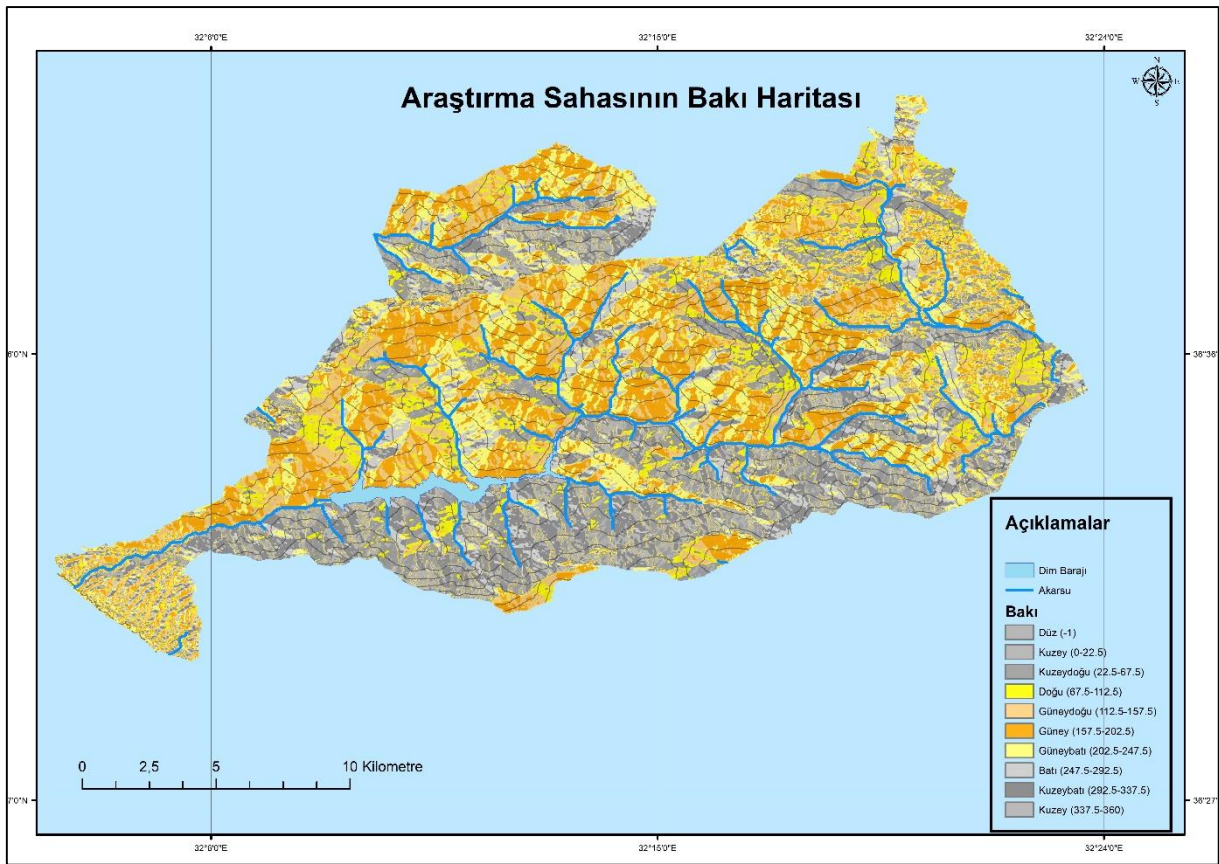 32°6'0"E 32°15'0"E 32°24'0"E
Araştırma Sahasının Bakı Haritası
N
W E
S
6'0"N 36°36'
Açıklamalar
Dim Barajı
Akarsu
Bakı
Düz (-1)
Kuzey (0-22.5)
Kuzeydoğu (22.5-67.5)
Doğu (67.5-112.5)
Güneydoğu (112.5-157.5)
Güney (157.5-202.5)
Güneybatı (202.5-247.5)
Batı (247.5-292.5)
Kuzeybatı (292.5-337.5)
Kuzey (337.5-360)
0 2,5 5 10 Kilometre
7'0"N 36°27'
32°6'0"E 32°15'0"E 32°24'0"E